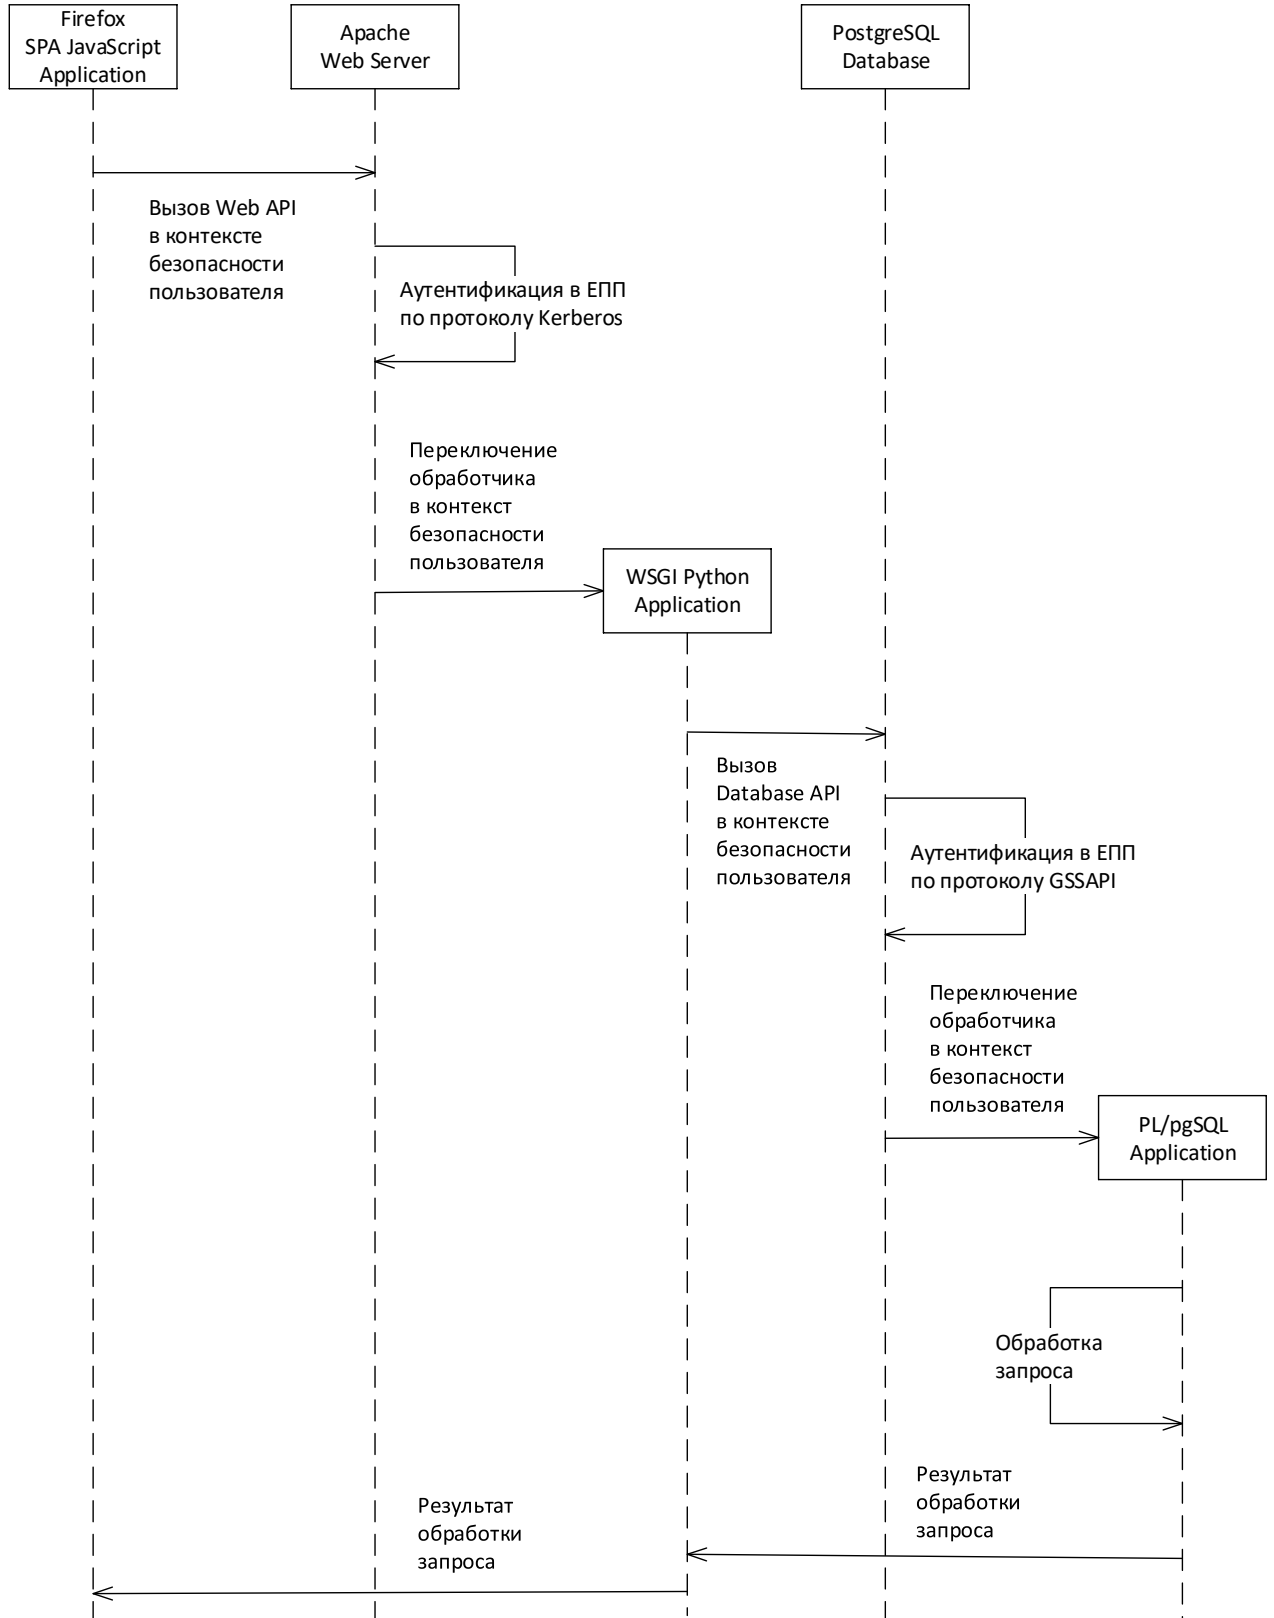 Firefox
SPA JavaScript
Application
Apache
Web Server
PostgreSQL
Database
Вызов Web API
в контексте
безопасности
пользователя
Аутентификация в ЕПП
по протоколу Kerberos
Переключение
обработчика
в контекст
безопасности
пользователя
WSGI Python
Application
Вызов
Database API
в контексте
безопасности
пользователя
Аутентификация в ЕПП
по протоколу GSSAPI
Переключение
обработчика
в контекст
безопасности
пользователя
PL/pgSQL
Application
Обработка
запроса
Результат
обработки
запроса
Результат
обработки
запроса